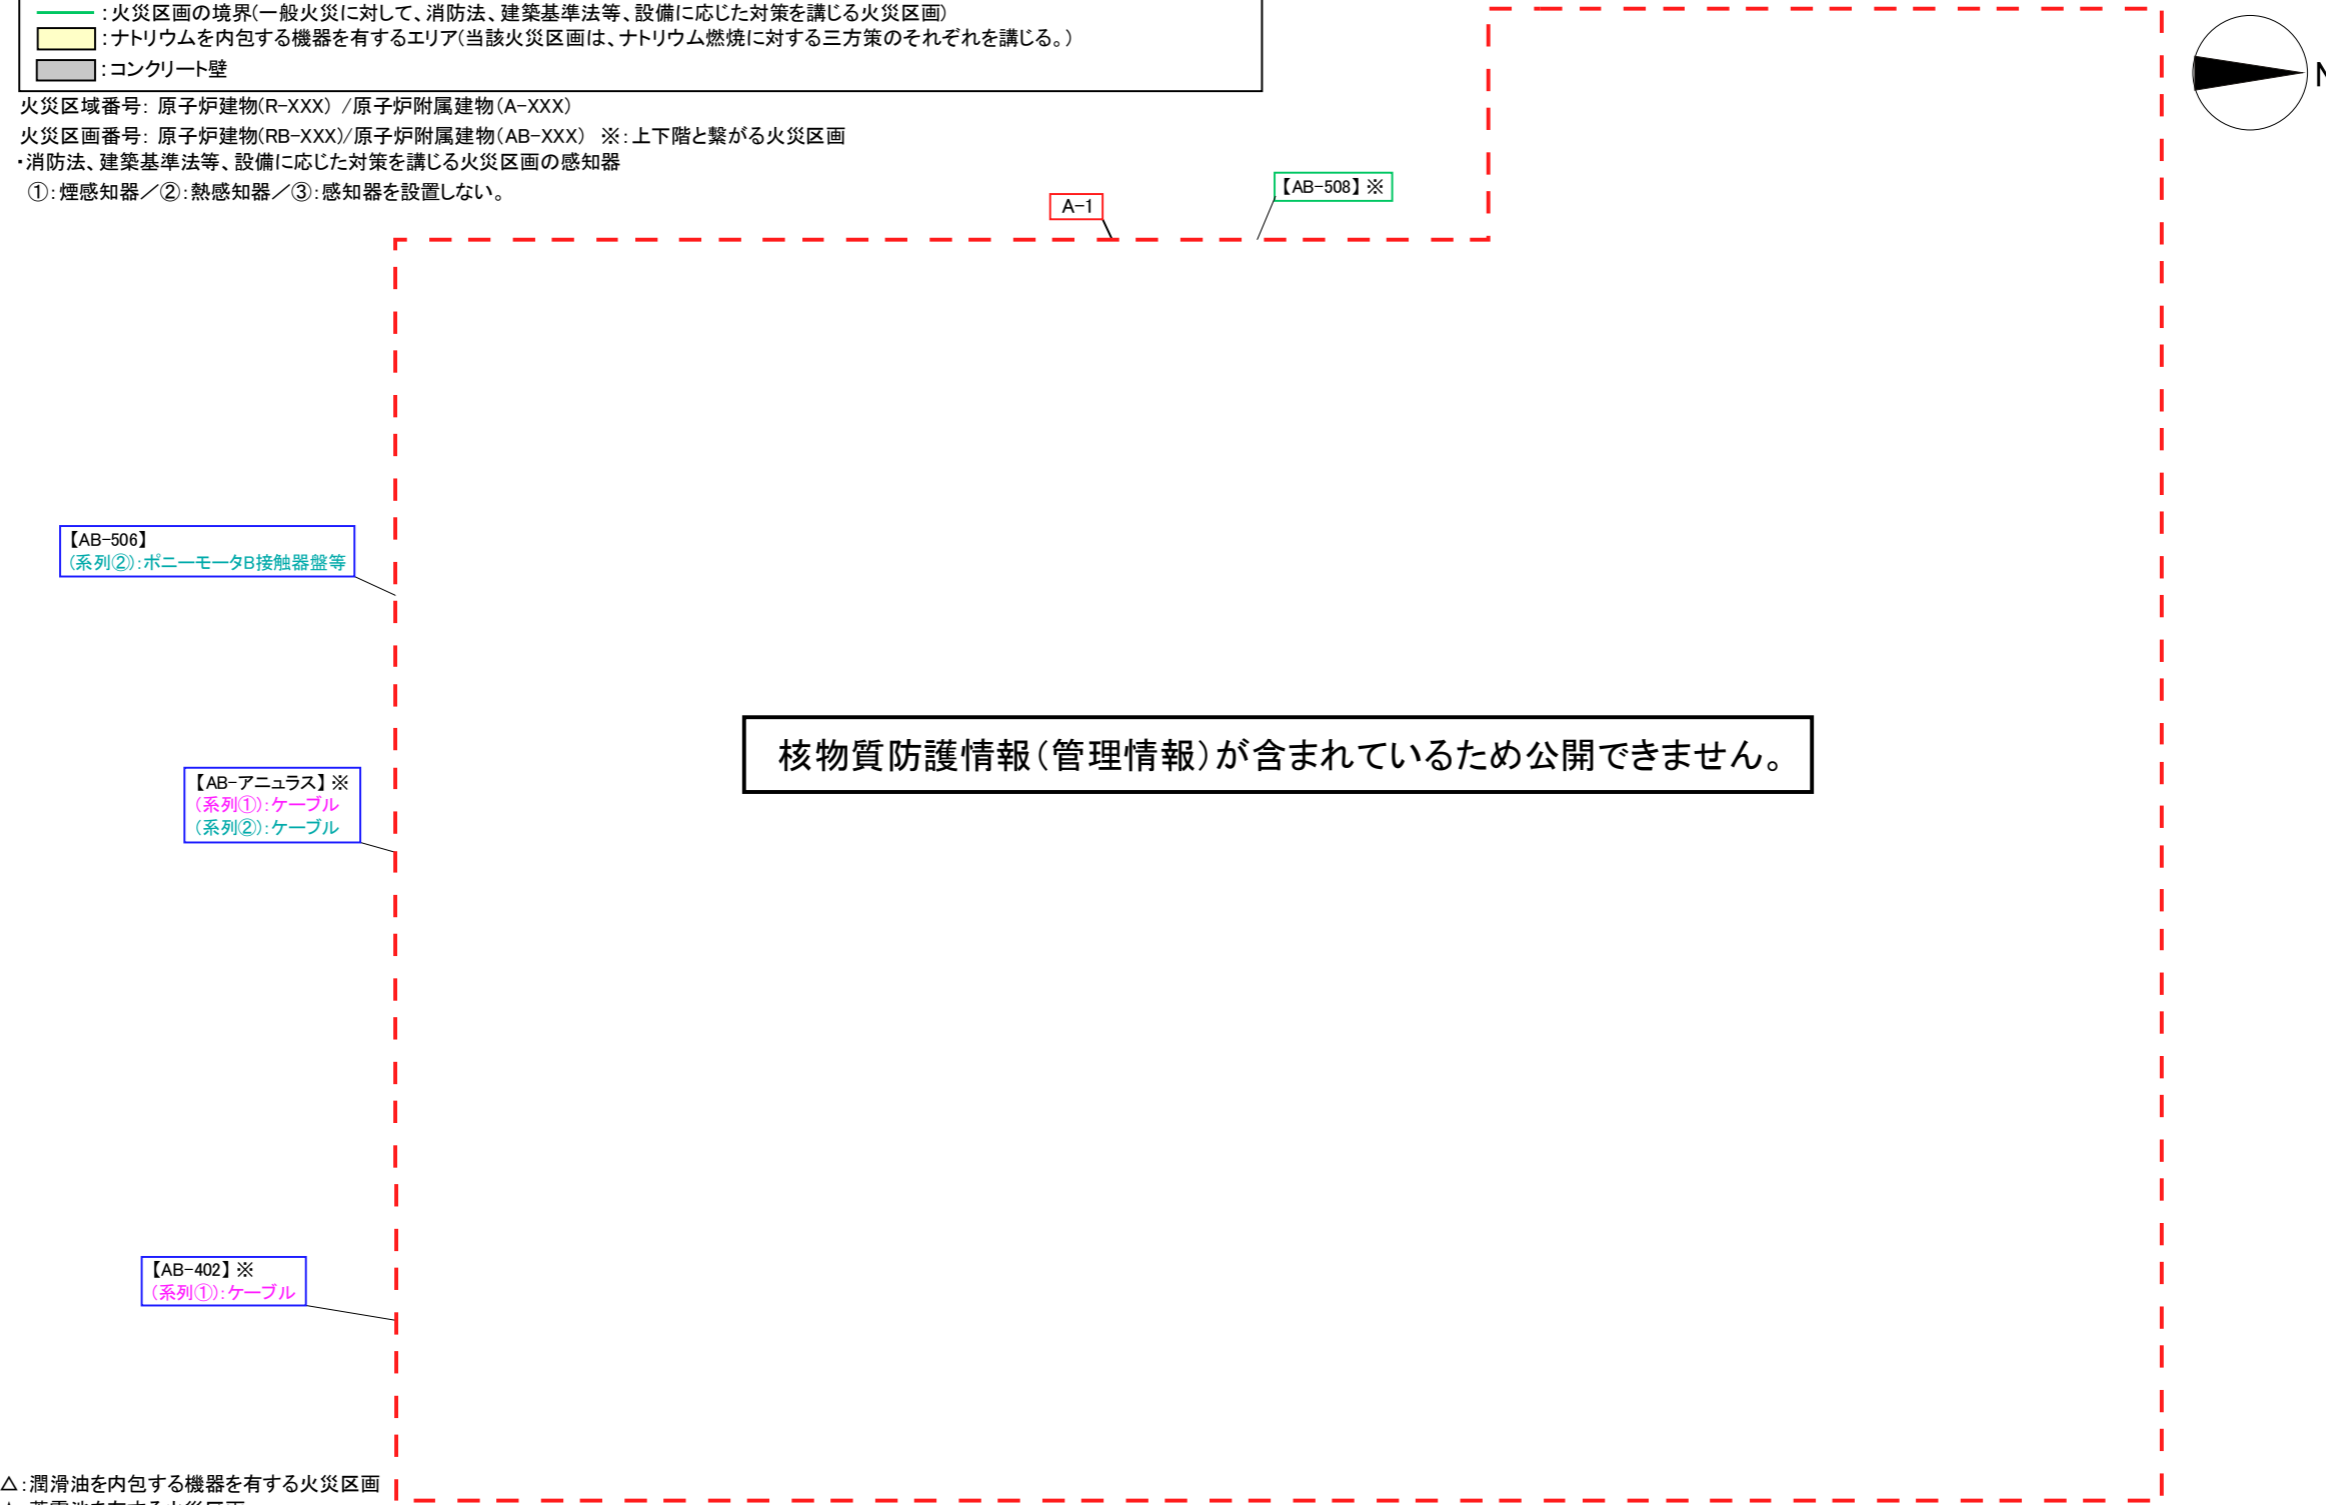 :火災区画の境界(一般火災に対して、消防法、建築基準法等、設備に応じた対策を講じる火災区画)
:ナトリウムを内包する機器を有するエリア(当該火災区画は、ナトリウム燃焼に対する三方策のそれぞれを講じる。)
:コンクリート壁
火災区域番号: 原子炉建物(R-XXX) /原子炉附属建物(A-XXX)
火災区画番号: 原子炉建物(RB-XXX)/原子炉附属建物(AB-XXX) ※:上下階と繋がる火災区画
・消防法、建築基準法等、設備に応じた対策を講じる火災区画の感知器
①:煙感知器/②:熱感知器/③:感知器を設置しない。
N
【AB-508】※
A-1
【AB-506】
(系列②):ポニーモータB接触器盤等
核物質防護情報(管理情報)が含まれているため公開できません。
【AB-アニュラス】※
(系列①):ケーブル
(系列②):ケーブル
【AB-402】※
(系列①):ケーブル
△:潤滑油を内包する機器を有する火災区画